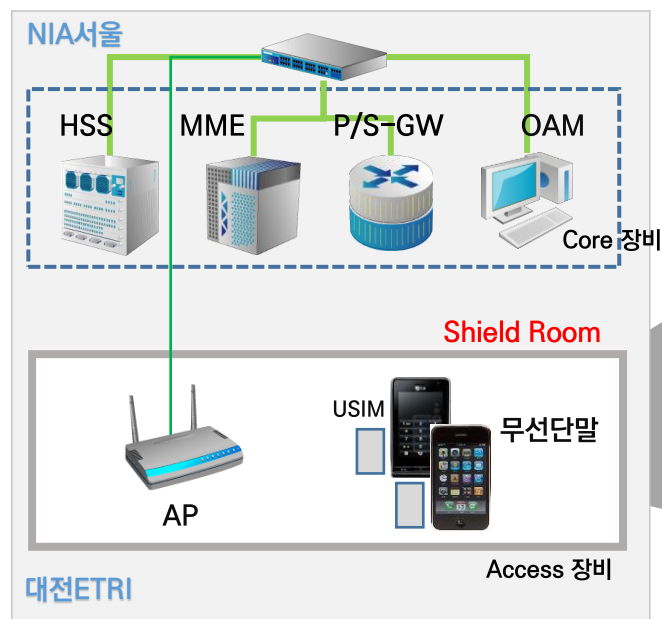 NIA서울
HSS
MME
P/S-GW
OAM
Core 장비
Shield Room
USIM
무선단말
AP
Access 장비
대전ETRI